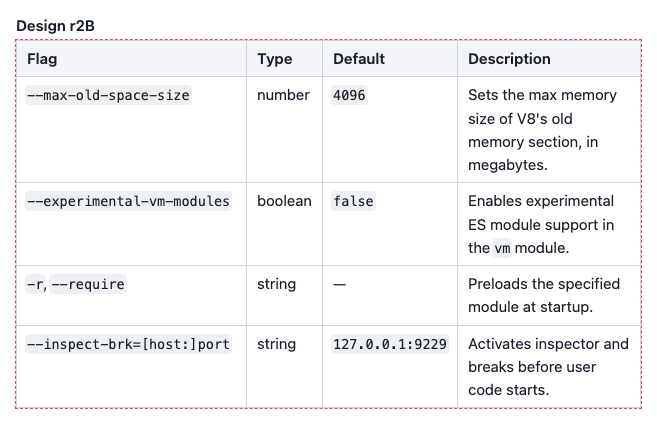 Design r2B
Flag Type Default Description
--max-old-space-size number 4096 Sets the max memory
size of V8's old
memory section, in
megabytes.
--experimental-vm-modules boolean false Enables experimental
ES module support in
the vm module.
-r, --require string — Preloads the specified
module at startup.
--inspect-brk=[host:]port string 127.0.0.1:9229 Activates inspector and
breaks before user
code starts.